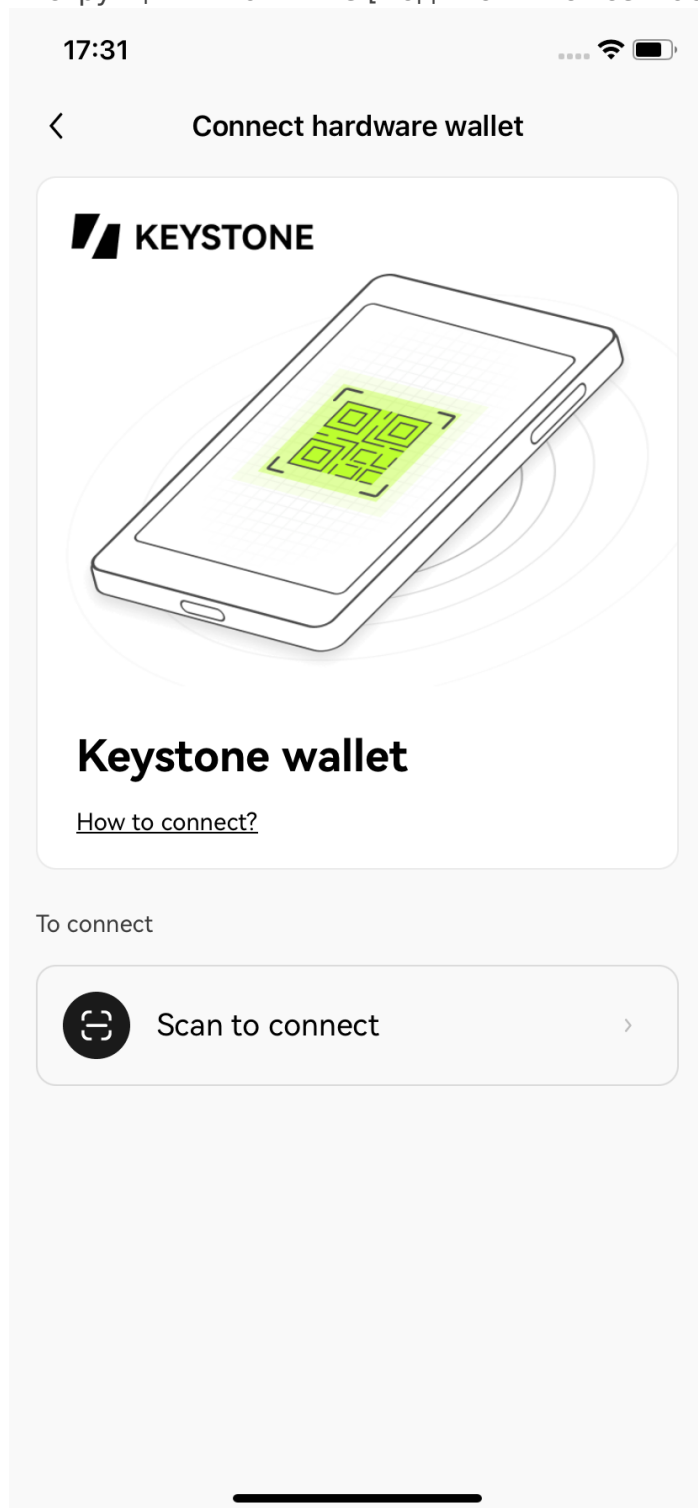 17:31
Connect hardware wallet
KEYSTONE
Keystone wallet
How to connect?
To connect
Scan to connect